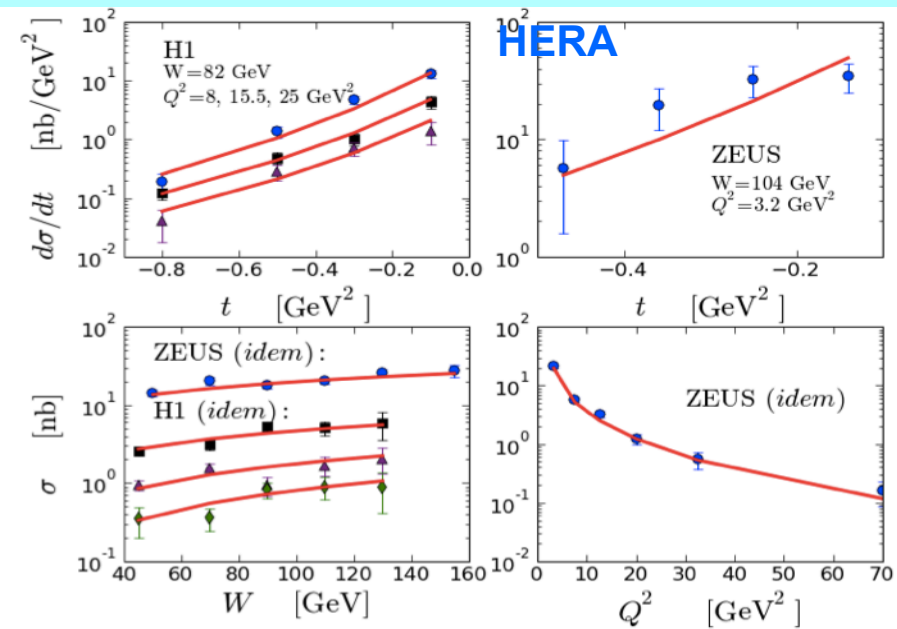 HERA
H1
W=82 GeV
Q²=8, 15.5, 25 GeV²
dσ/dt [nb/GeV²]
10²
10¹
10⁰
10⁻¹
10⁻²
−0.8 −0.6 −0.4 −0.2 0.0
t [GeV²]
ZEUS
W=104 GeV
Q²=3.2 GeV²
10²
10¹
10⁰
−0.4 −0.2
t [GeV²]
ZEUS (idem):
H1 (idem):
σ [nb]
10²
10¹
10⁰
10⁻¹
40 60 80 100 120 140 160
W [GeV]
ZEUS (idem)
10²
10¹
10⁰
10⁻¹
10⁻²
0 10 20 30 40 50 60 70
Q² [GeV²]